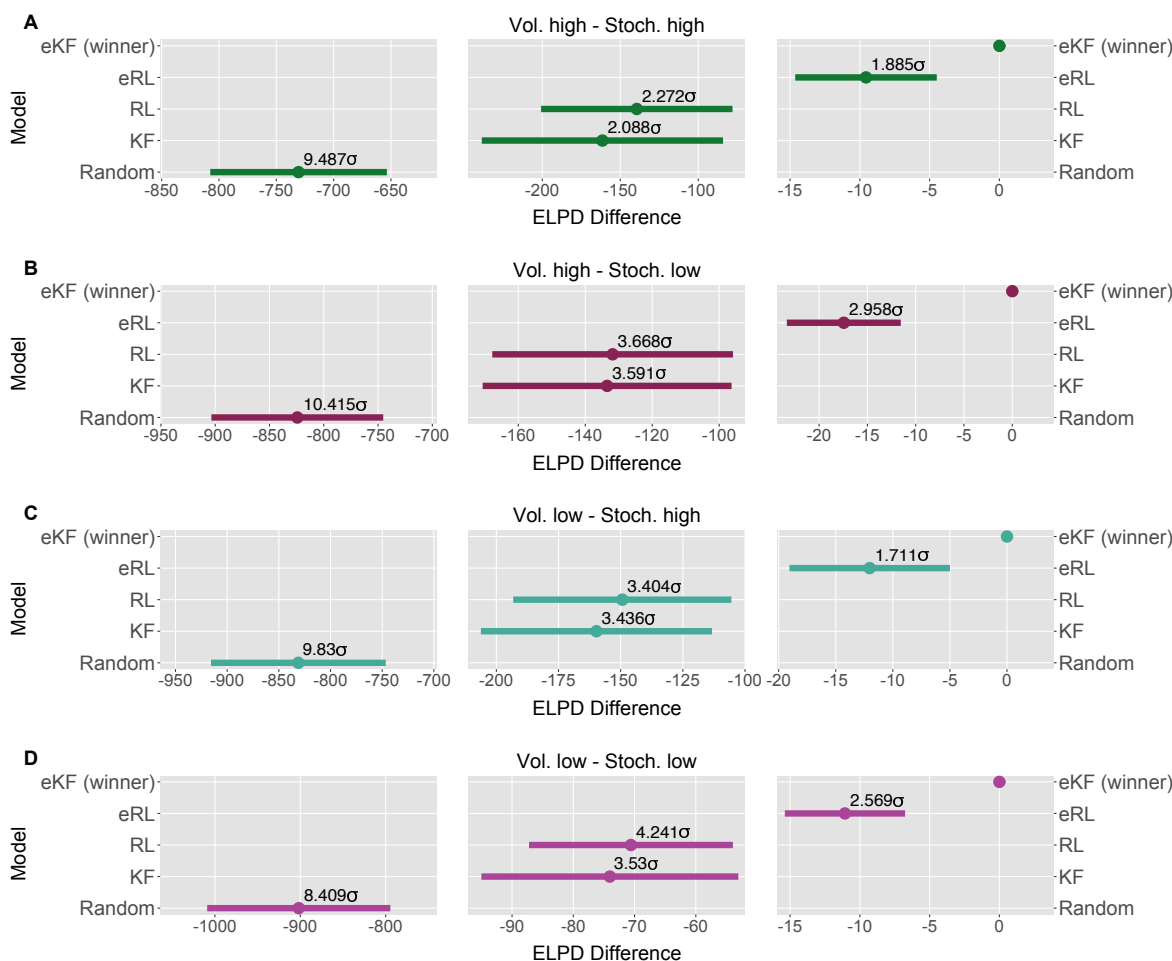 A
Vol. high - Stoch. high
Model
eKF (winner)
eRL
RL
KF
Random
1.885σ
2.272σ
2.088σ
9.487σ
eKF (winner)
eRL
RL
KF
Random
-850 -800 -750 -700 -650
-200 -150 -100
-15 -10 -5 0
ELPD Difference
B
Vol. high - Stoch. low
Model
eKF (winner)
eRL
RL
KF
Random
2.958σ
3.668σ
3.591σ
10.415σ
eKF (winner)
eRL
RL
KF
Random
-950 -900 -850 -800 -750 -700
-160 -140 -120 -100
-20 -15 -10 -5 0
ELPD Difference
C
Vol. low - Stoch. high
Model
eKF (winner)
eRL
RL
KF
Random
1.711σ
3.404σ
3.436σ
9.83σ
eKF (winner)
eRL
RL
KF
Random
-950 -900 -850 -800 -750 -700
-200 -175 -150 -125 -100
-20 -15 -10 -5 0
ELPD Difference
D
Vol. low - Stoch. low
Model
eKF (winner)
eRL
RL
KF
Random
2.569σ
4.241σ
3.53σ
8.409σ
eKF (winner)
eRL
RL
KF
Random
-1000 -900 -800
-90 -80 -70 -60
-15 -10 -5 0
ELPD Difference